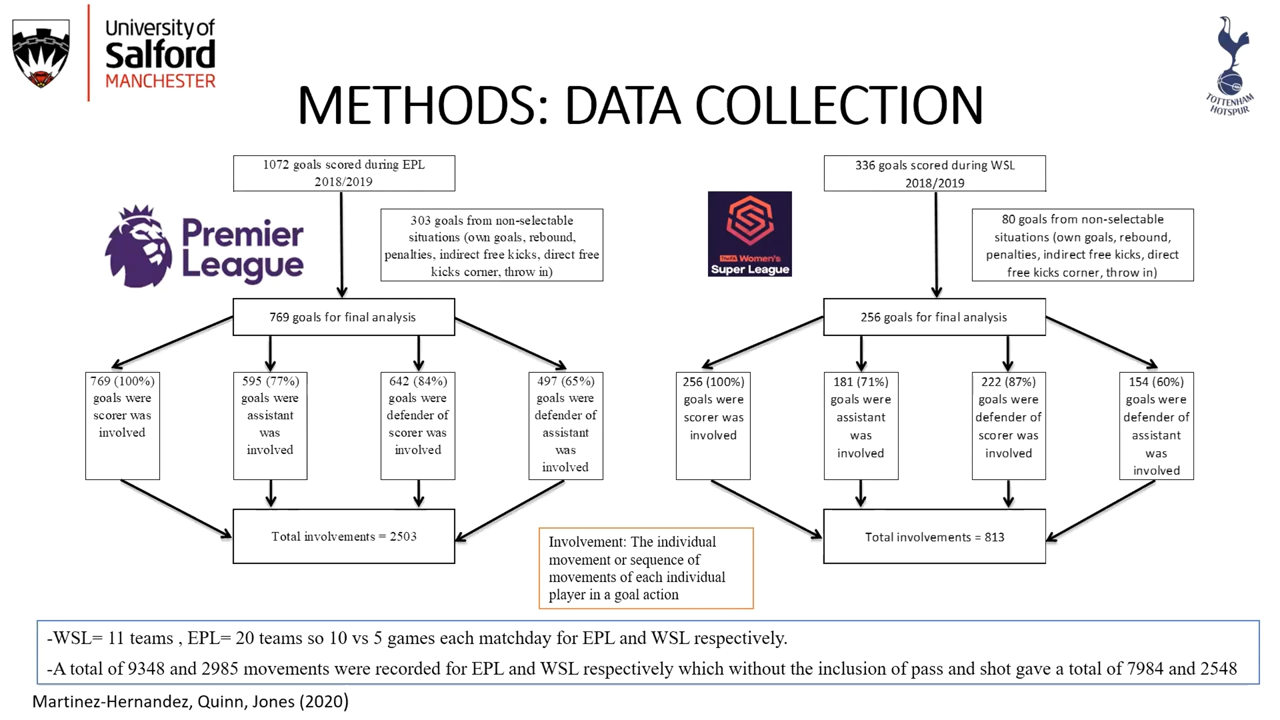 University of
Salford
MANCHESTER
TOTTENHAM
HOTSPUR
METHODS: DATA COLLECTION
1072 goals scored during EPL
2018/2019
Premier
League
303 goals from non-selectable
situations (own goals, rebound,
penalties, indirect free kicks, direct free
kicks corner, throw in)
769 goals for final analysis
769 (100%)
goals were
scorer was
involved
595 (77%)
goals were
assistant
was
involved
642 (84%)
goals were
defender of
scorer was
involved
497 (65%)
goals were
defender of
assistant
was
involved
Total involvements = 2503
336 goals scored during WSL
2018/2019
The FA Women's
Super League
80 goals from non-selectable
situations (own goals, rebound,
penalties, indirect free kicks, direct
free kicks corner, throw in)
256 goals for final analysis
256 (100%)
goals were
scorer was
involved
181 (71%)
goals were
assistant
was
involved
222 (87%)
goals were
defender of
scorer was
involved
154 (60%)
goals were
defender of
assistant
was
involved
Total involvements = 813
Involvement: The individual
movement or sequence of
movements of each individual
player in a goal action
-WSL= 11 teams , EPL= 20 teams so 10 vs 5 games each matchday for EPL and WSL respectively.
-A total of 9348 and 2985 movements were recorded for EPL and WSL respectively which without the inclusion of pass and shot gave a total of 7984 and 2548
Martinez-Hernandez, Quinn, Jones (2020)